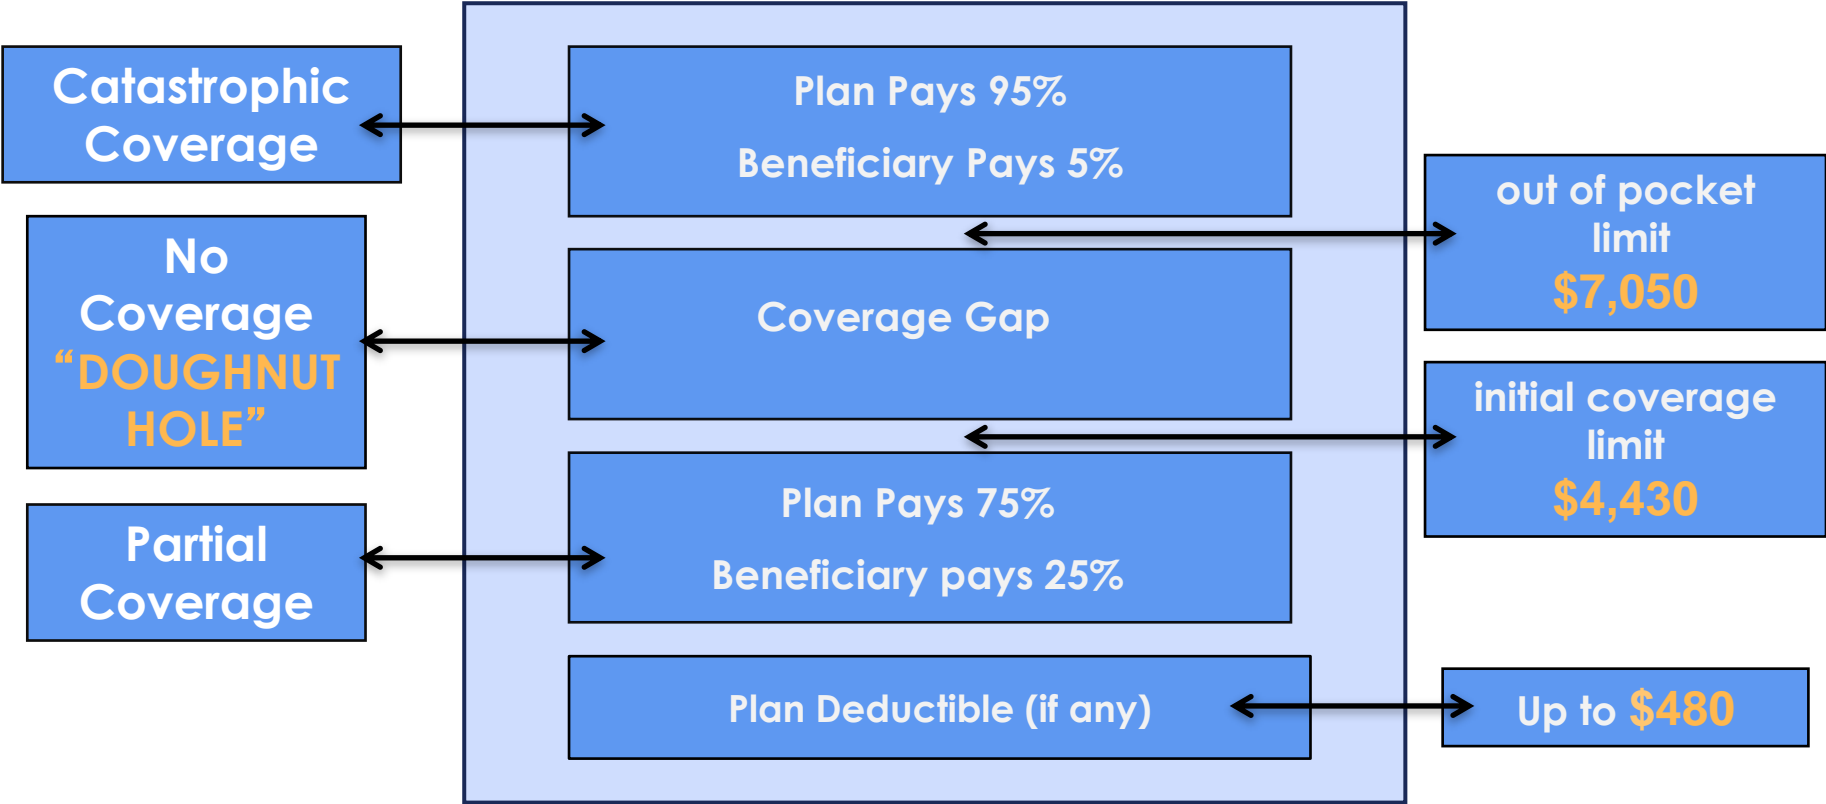 Catastrophic
Coverage
Plan Pays 95%
Beneficiary Pays 5%
out of pocket
limit
$7,050
No
Coverage
“DOUGHNUT
HOLE”
Coverage Gap
initial coverage
limit
$4,430
Partial
Coverage
Plan Pays 75%
Beneficiary pays 25%
Plan Deductible (if any)
Up to $480